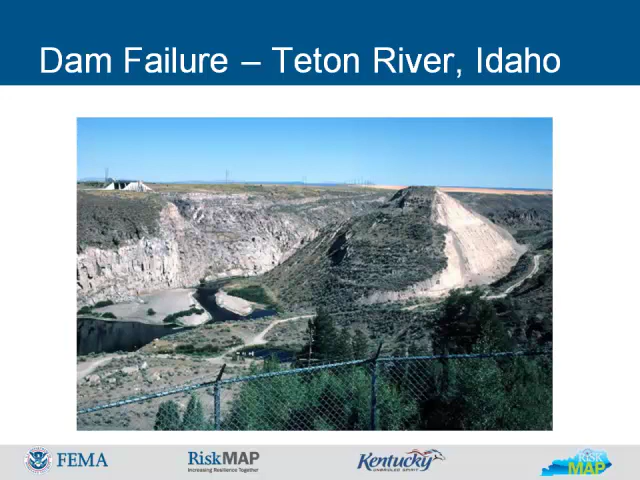 Dam Failure – Teton River, Idaho
FEMA
RiskMAP
Increasing Resilience Together
Kentucky
UNBRIDLED SPIRIT
RISK
MAP